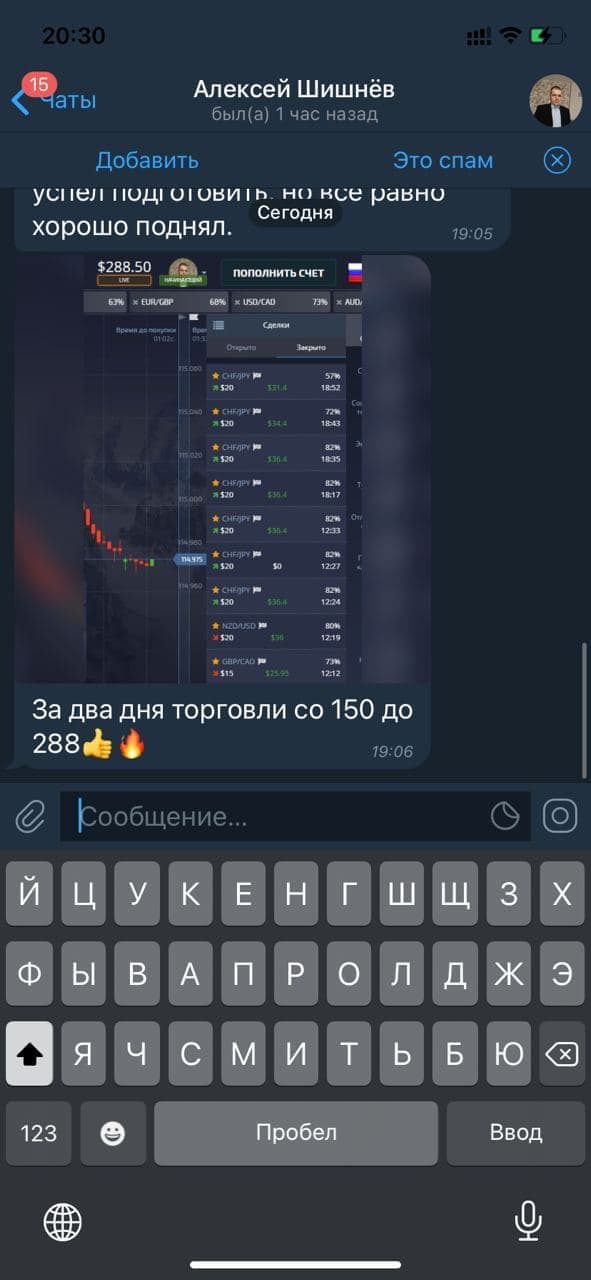 20:30
15
Чаты
Алексей Шишнёв
был(а) 1 час назад
Добавить
Это спам
успел подготовить, но все равно
Сегодня
хорошо поднял.
19:05
$288.50
LIVE
НАЧИНАЮЩИЙ
ПОПОЛНИТЬ СЧЕТ
63% × EUR/GBP 68% × USD/CAD 73% × AUD/
Время до покупки
01:02с.
Сделки
Открыто Закрыто
115.060
115.040
115.020
115.000
114.980
114.975
114.960
CHF/JPY 57%
$20 $31.4 18:52
CHF/JPY 72%
$20 $34.4 18:43
CHF/JPY 82%
$20 $36.4 18:35
CHF/JPY 82%
$20 $36.4 18:17
CHF/JPY 82%
$20 $36.4 12:33
CHF/JPY 82%
$20 $0 12:27
CHF/JPY 82%
$20 $36.4 12:24
NZD/USD 80%
$20 $36 12:19
GBP/CAD 73%
$15 $25.95 12:12
За два дня торговли со 150 до
288👍🔥
19:06
Сообщение...
Й Ц У К Е Н Г Ш Щ З Х
Ф Ы В А П Р О Л Д Ж Э
Я Ч С М И Т Ь Б Ю
123 Пробел Ввод